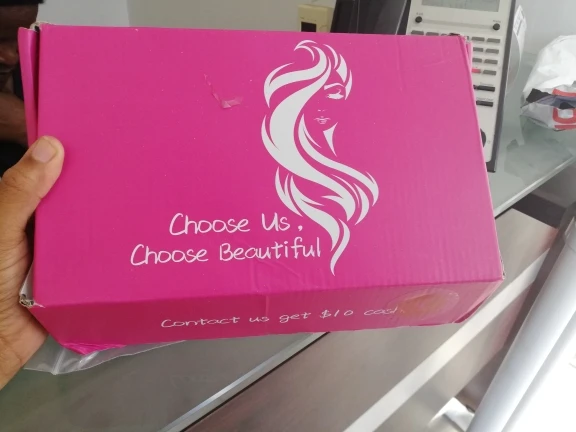 Choose Us.
Choose Beautiful
Contact us get $10